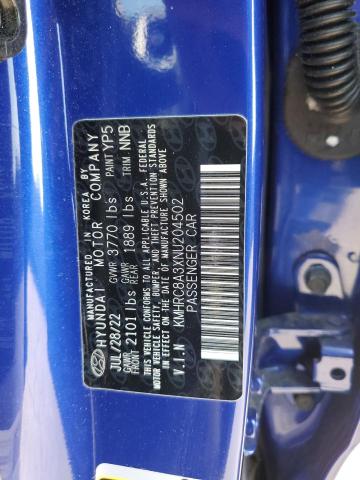 MANUFACTURED IN KOREA BY
HYUNDAI MOTOR COMPANY
JUL/28/22 GVWR 3770 lbs PAINT YP5
GAWR FRONT 2101 lbs GAWR REAR 1889 lbs TRIM NNB
THIS VEHICLE CONFORMS TO ALL APPLICABLE FEDERAL
MOTOR VEHICLE SAFETY, BUMPER, AND THEFT PREVENTION STANDARDS
IN EFFECT ON THE DATE OF MANUFACTURE SHOWN ABOVE.
V.I.N KMHRC8A3XNU204502
PASSENGER CAR